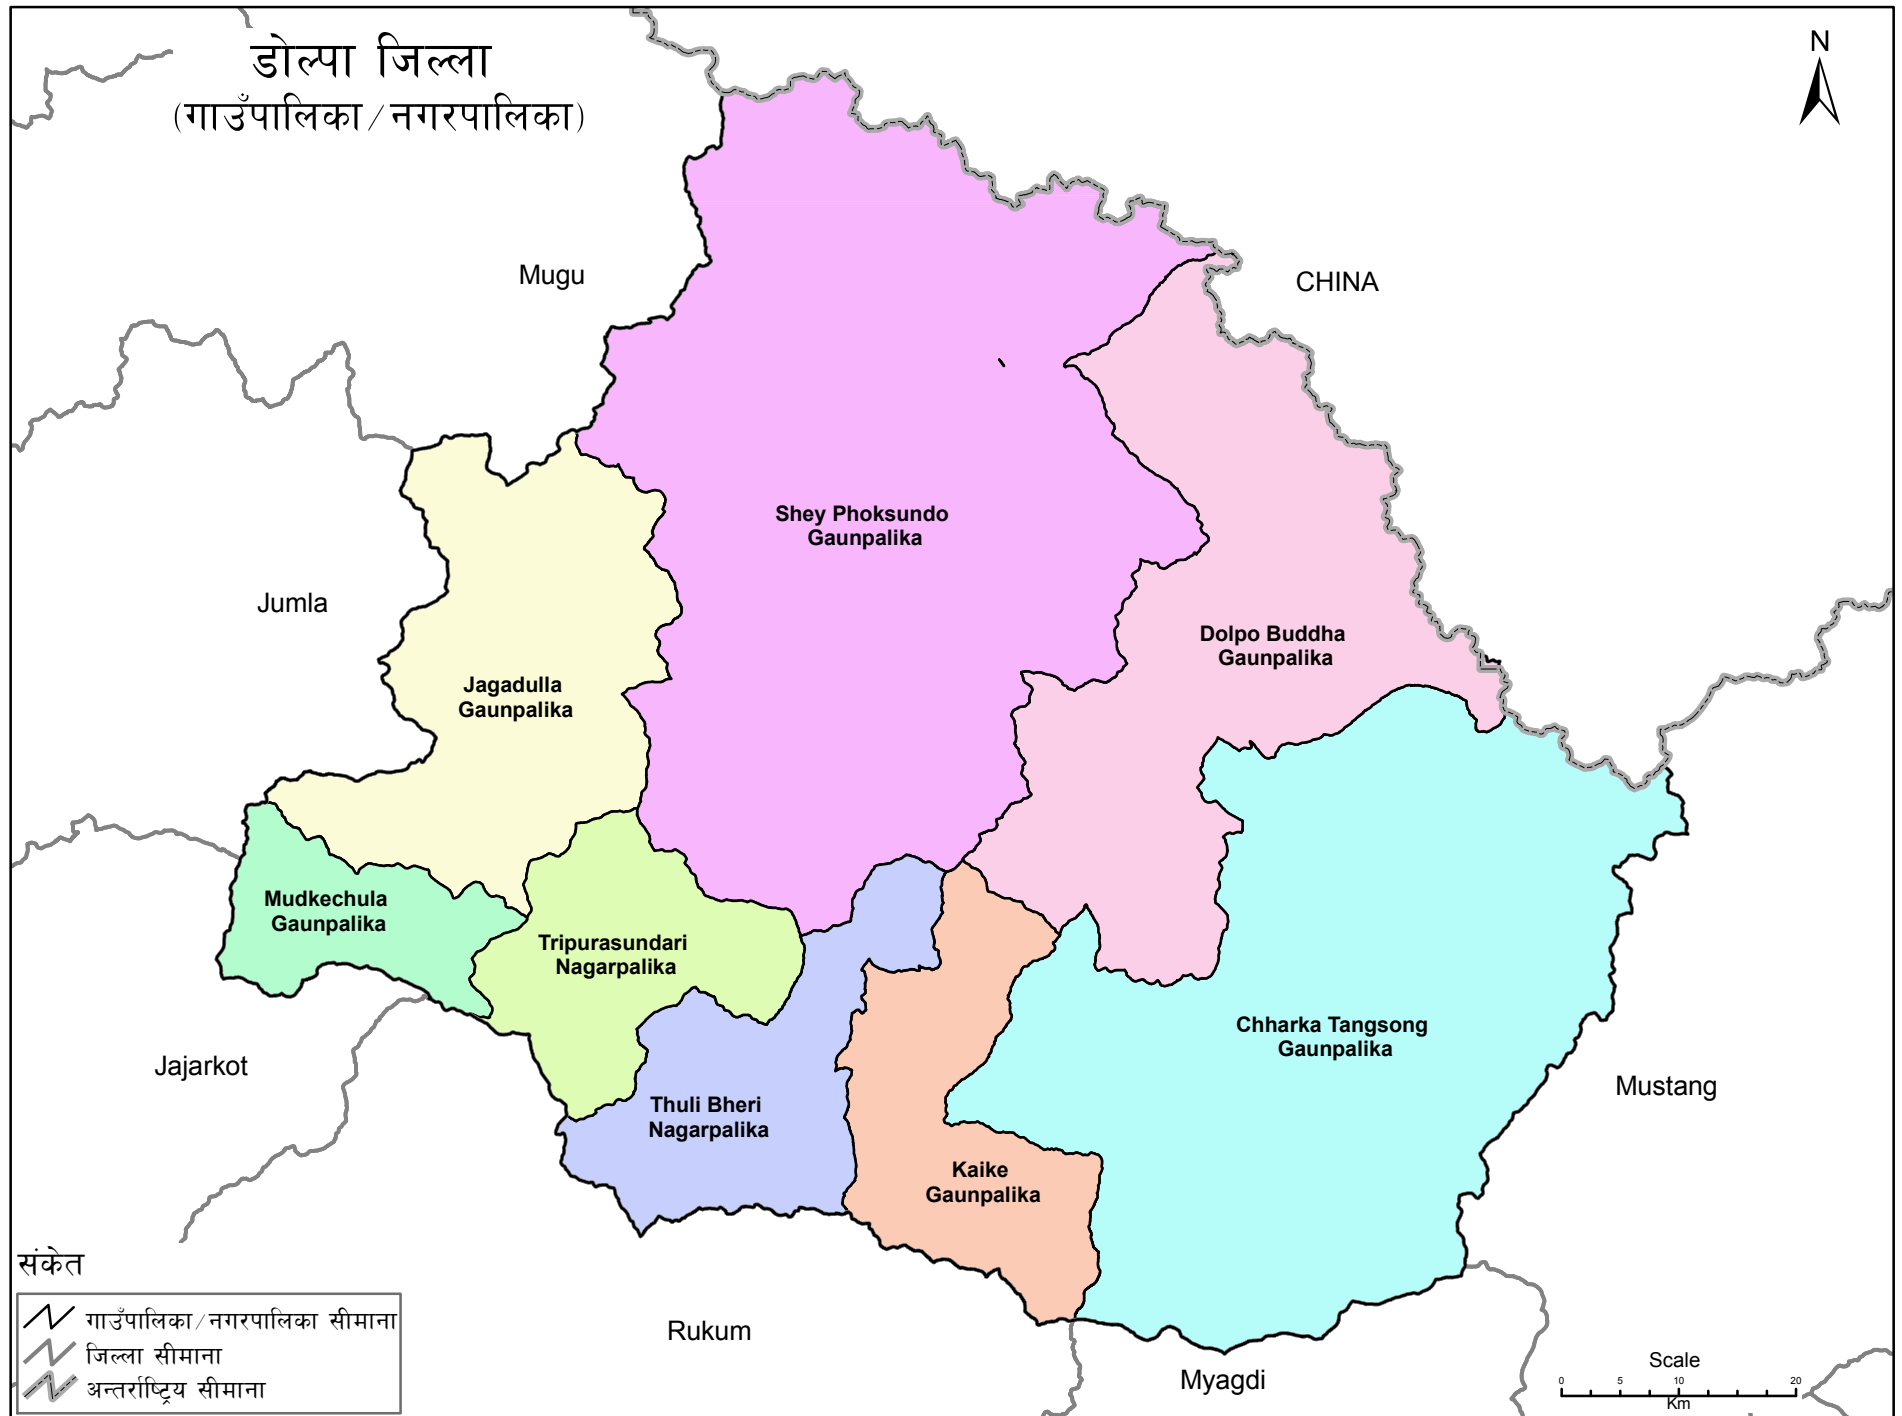 डोल्पा जिल्ला
(गाउँपालिका/नगरपालिका)
N
Mugu
CHINA
Shey Phoksundo
Gaunpalika
Jumla
Dolpo Buddha
Gaunpalika
Jagadulla
Gaunpalika
Mudkechula
Gaunpalika
Tripurasundari
Nagarpalika
Chharka Tangsong
Gaunpalika
Jajarkot
Mustang
Thuli Bheri
Nagarpalika
Kaike
Gaunpalika
संकेत
गाउँपालिका/नगरपालिका सीमाना
जिल्ला सीमाना
अन्तर्राष्ट्रिय सीमाना
Rukum
Myagdi
Scale
0 5 10 20
Km